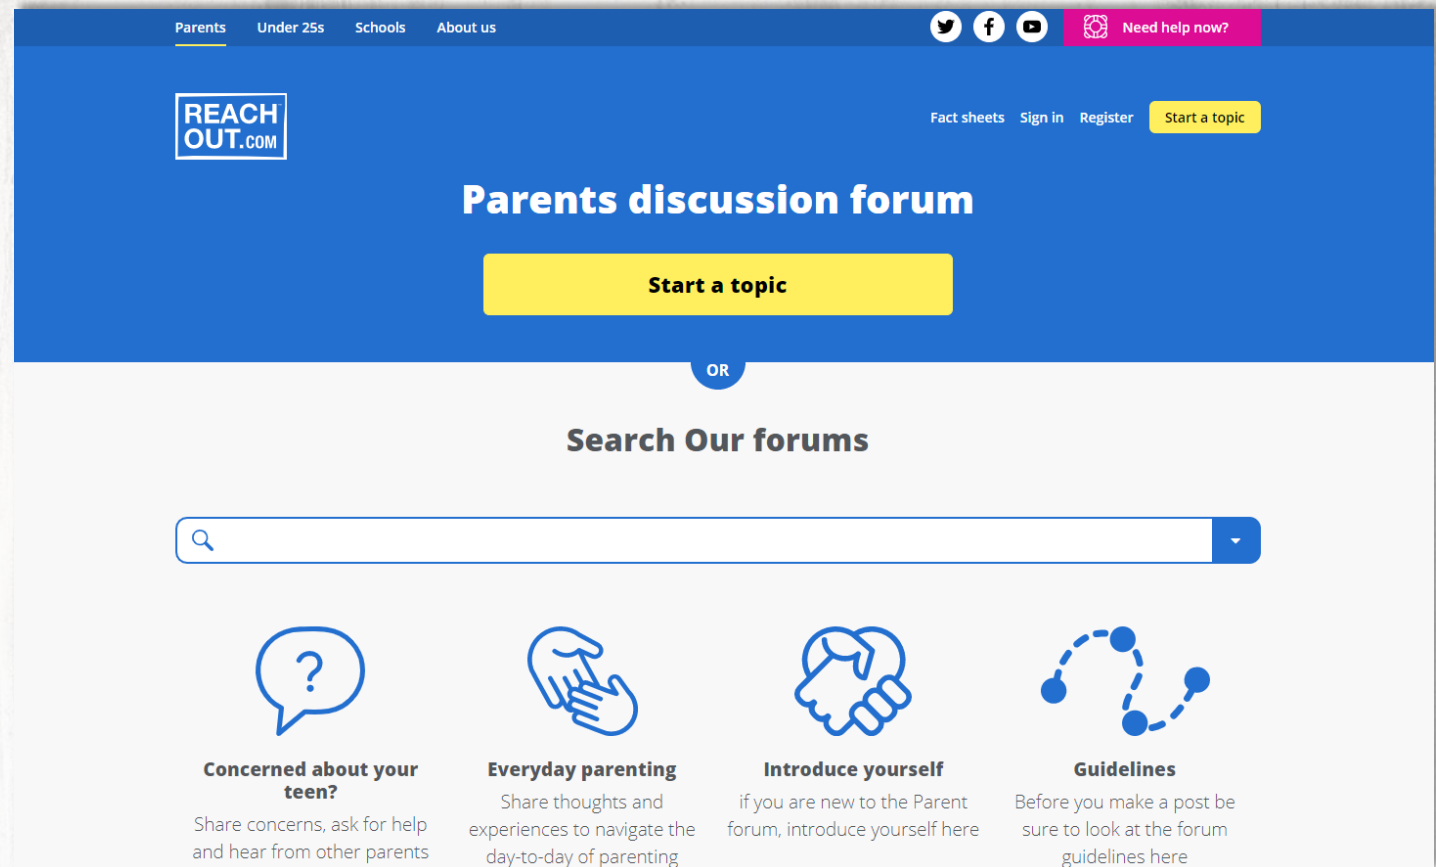 Parents Under 25s Schools About us Need help now?
REACH
OUT.COM
Fact sheets Sign in Register Start a topic
Parents discussion forum
Start a topic
OR
Search Our forums
?
Concerned about your
teen?
Share concerns, ask for help
and hear from other parents
Everyday parenting
Share thoughts and
experiences to navigate the
day-to-day of parenting
Introduce yourself
if you are new to the Parent
forum, introduce yourself here
Guidelines
Before you make a post be
sure to look at the forum
guidelines here